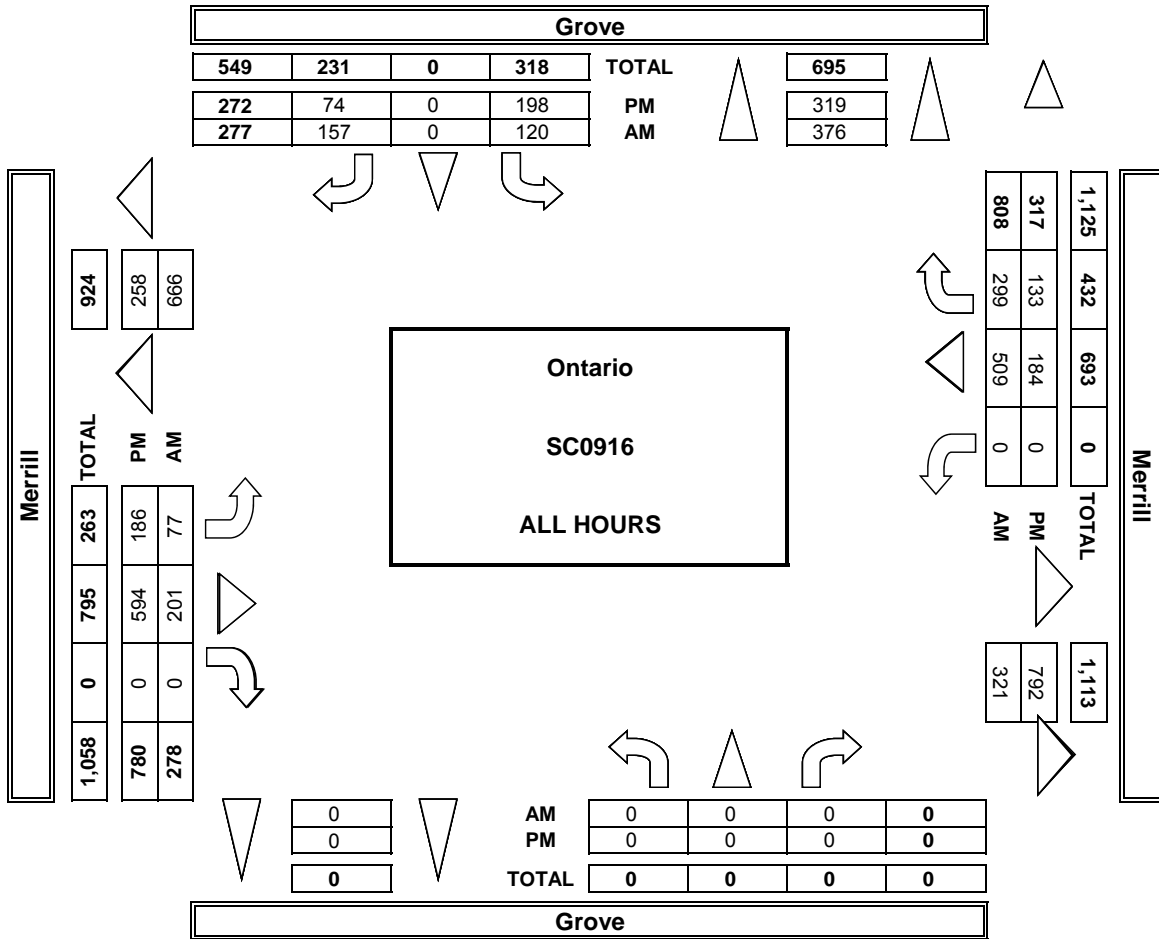 Grove
549 231 0 318 TOTAL 695
272 74 0 198 PM 319
277 157 0 120 AM 376
Merrill
924
258
666
TOTAL
PM
AM
263 795 0 1,058
186 594 0 780
77 201 0 278
Ontario
SC0916
ALL HOURS
1,125 432 693 0 TOTAL
317 133 184 0 PM
808 299 509 0 AM
1,113
792
321
Merrill
0 AM 0 0 0 0
0 PM 0 0 0 0
0 TOTAL 0 0 0 0
Grove